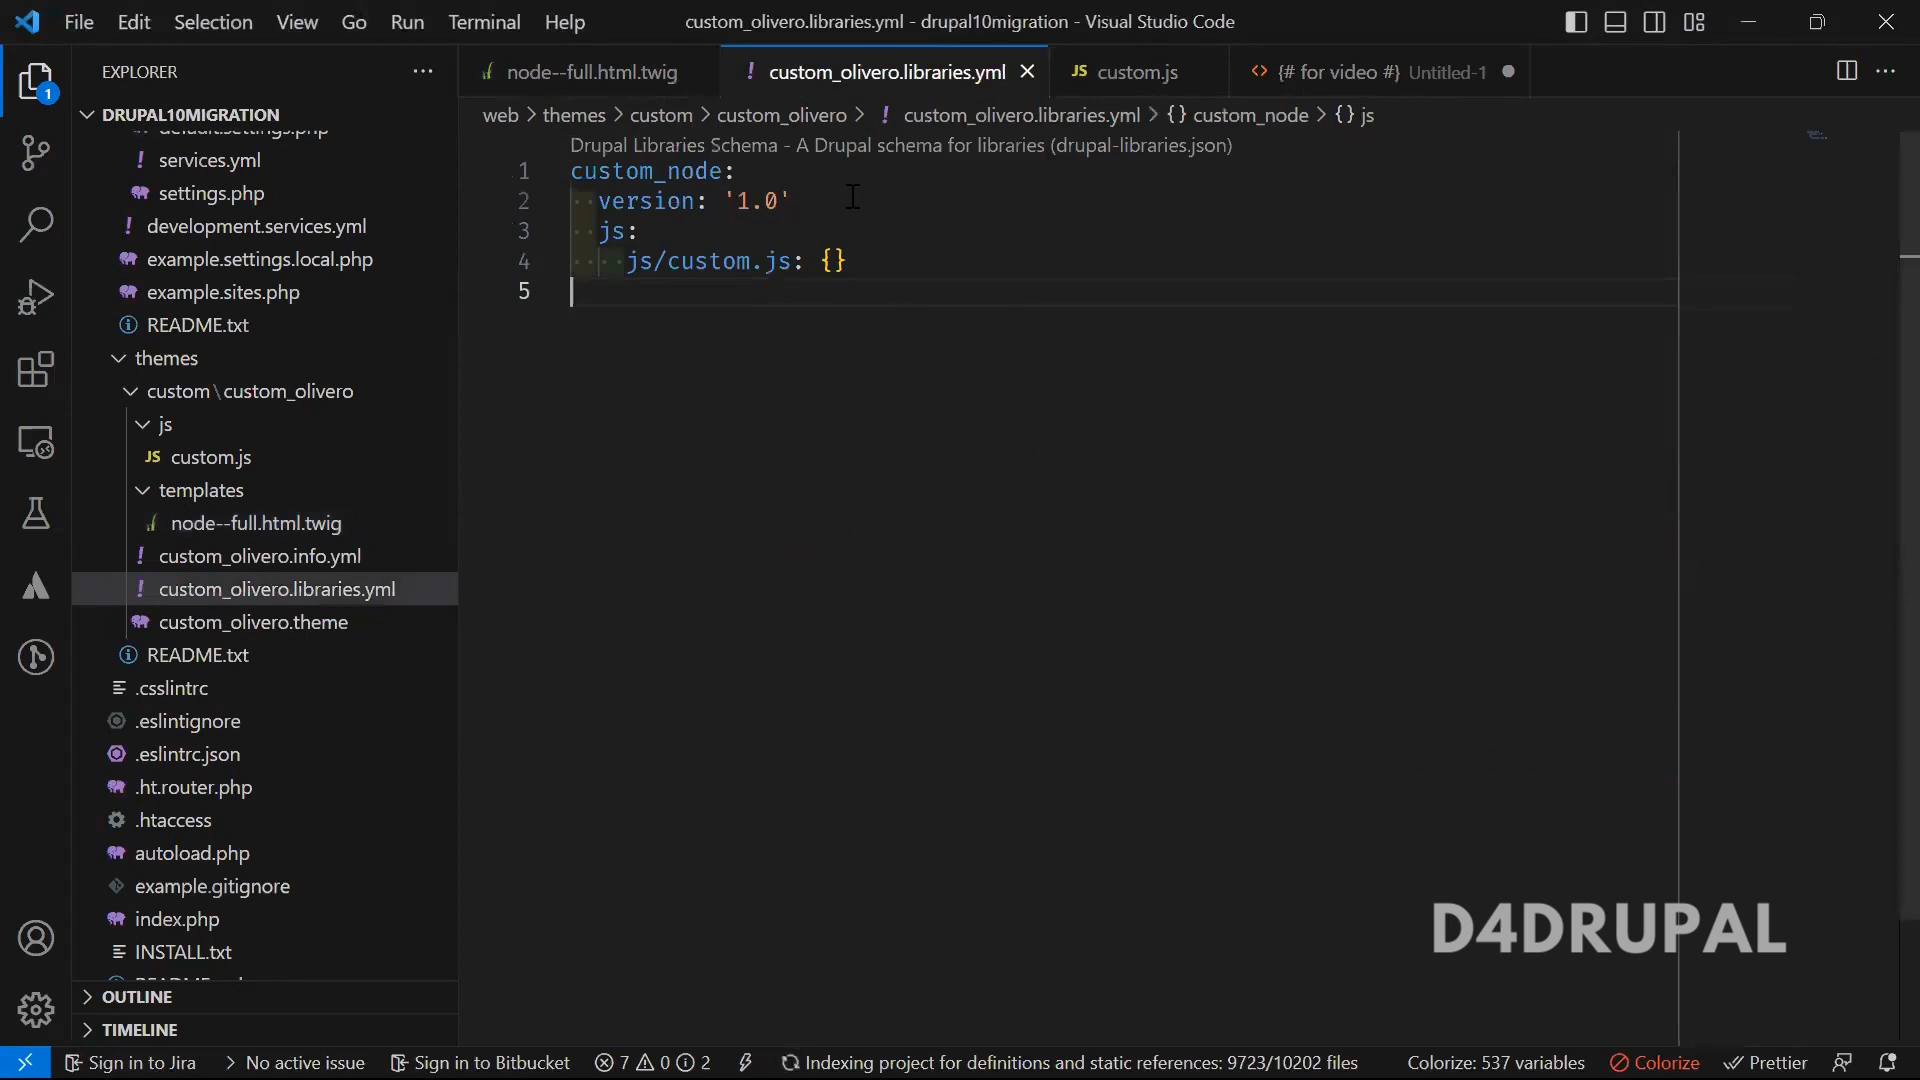 File Edit Selection View Go Run Terminal Help
custom_olivero.libraries.yml - drupal10migration - Visual Studio Code
EXPLORER
1
DRUPAL10MIGRATION
default.settings.php
services.yml
settings.php
development.services.yml
example.settings.local.php
example.sites.php
README.txt
themes
custom\custom_olivero
js
JS custom.js
templates
node--full.html.twig
custom_olivero.info.yml
custom_olivero.libraries.yml
custom_olivero.theme
README.txt
.csslintrc
.eslintignore
.eslintrc.json
.ht.router.php
.htaccess
autoload.php
example.gitignore
index.php
INSTALL.txt
OUTLINE
TIMELINE
node--full.html.twig
! custom_olivero.libraries.yml
JS custom.js
<> {# for video #} Untitled-1
web > themes > custom > custom_olivero > ! custom_olivero.libraries.yml > {} custom_node > {} js
Drupal Libraries Schema - A Drupal schema for libraries (drupal-libraries.json)
1 custom_node:
2 version: '1.0'
3 js:
4 js/custom.js: {}
5
D4DRUPAL
Sign in to Jira > No active issue Sign in to Bitbucket 7 0 2 Indexing project for definitions and static references: 9723/10202 files Colorize: 537 variables Colorize Prettier